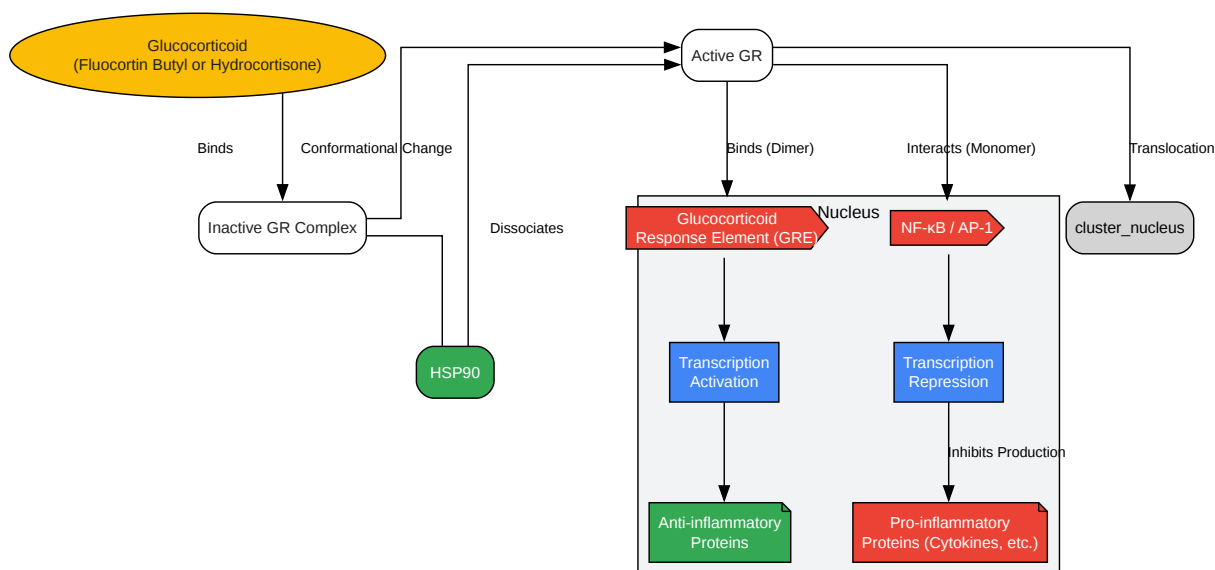 Glucocorticoid
(Fluocortin Butyl or Hydrocortisone)
Active GR
Binds
Conformational Change
Binds (Dimer)
Interacts (Monomer)
Translocation
Inactive GR Complex
Dissociates
Nucleus
Glucocorticoid
Response Element (GRE)
NF-κB / AP-1
cluster_nucleus
HSP90
Transcription
Activation
Transcription
Repression
Inhibits Production
Anti-inflammatory
Proteins
Pro-inflammatory
Proteins (Cytokines, etc.)